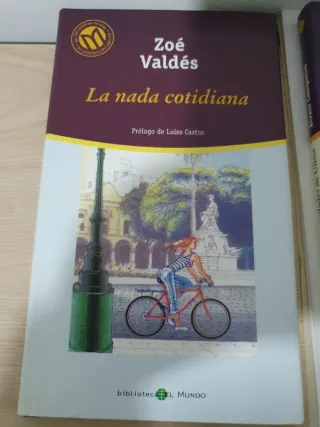 Zoé
Valdés
La nada cotidiana
Prólogo de Luisa Castro
biblioteca EL MUNDO